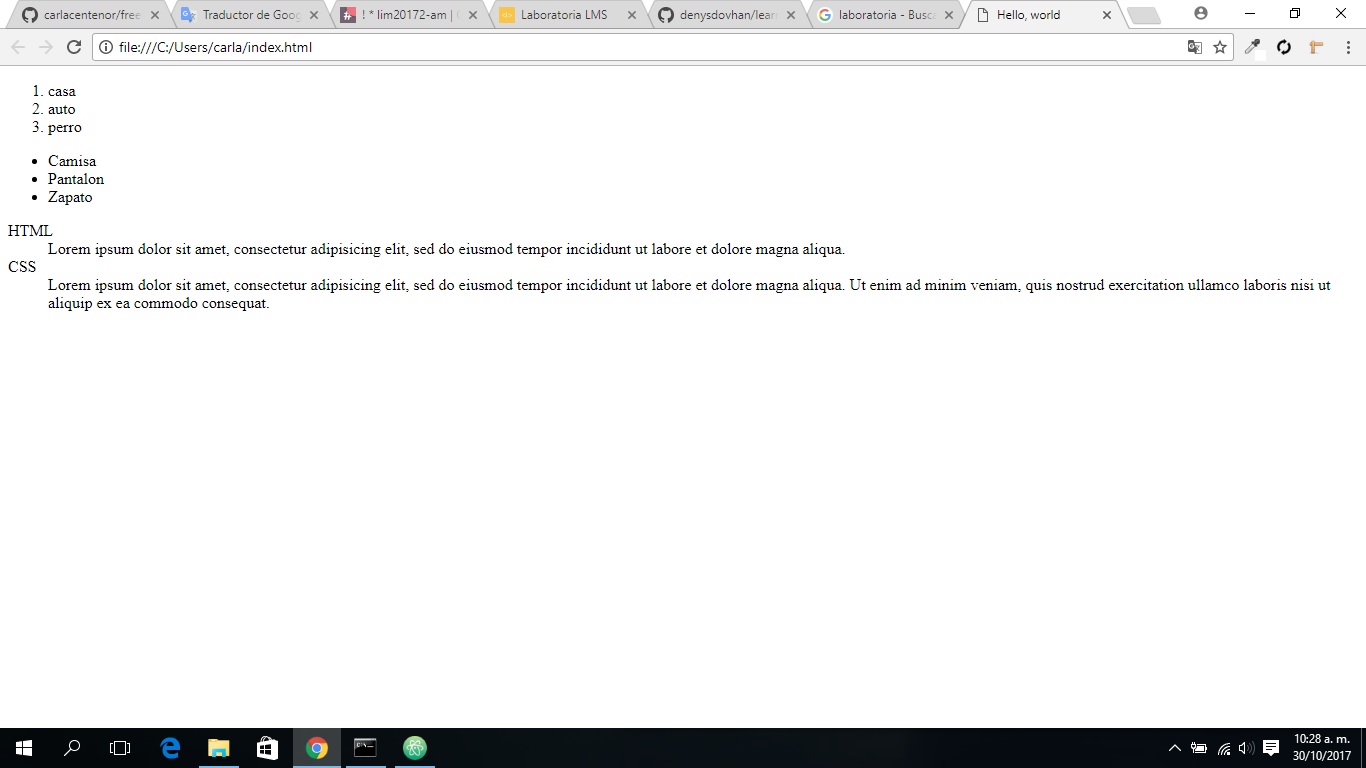 carlacentenor/free
Traductor de Goog
! * lim20172-am |
Laboratoria LMS
denysdovhan/lear
laboratoria - Busca
Hello, world
file:///C:/Users/carla/index.html
1. casa
2. auto
3. perro
• Camisa
• Pantalon
• Zapato
HTML
Lorem ipsum dolor sit amet, consectetur adipisicing elit, sed do eiusmod tempor incididunt ut labore et dolore magna aliqua.
CSS
Lorem ipsum dolor sit amet, consectetur adipisicing elit, sed do eiusmod tempor incididunt ut labore et dolore magna aliqua. Ut enim ad minim veniam, quis nostrud exercitation ullamco laboris nisi ut
aliquip ex ea commodo consequat.
10:28 a. m.
30/10/2017